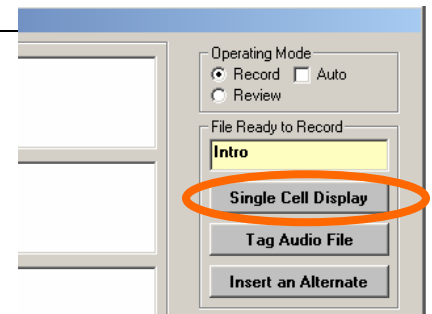 Operating Mode
Record Auto
Review
File Ready to Record
Intro
Single Cell Display
Tag Audio File
Insert an Alternate